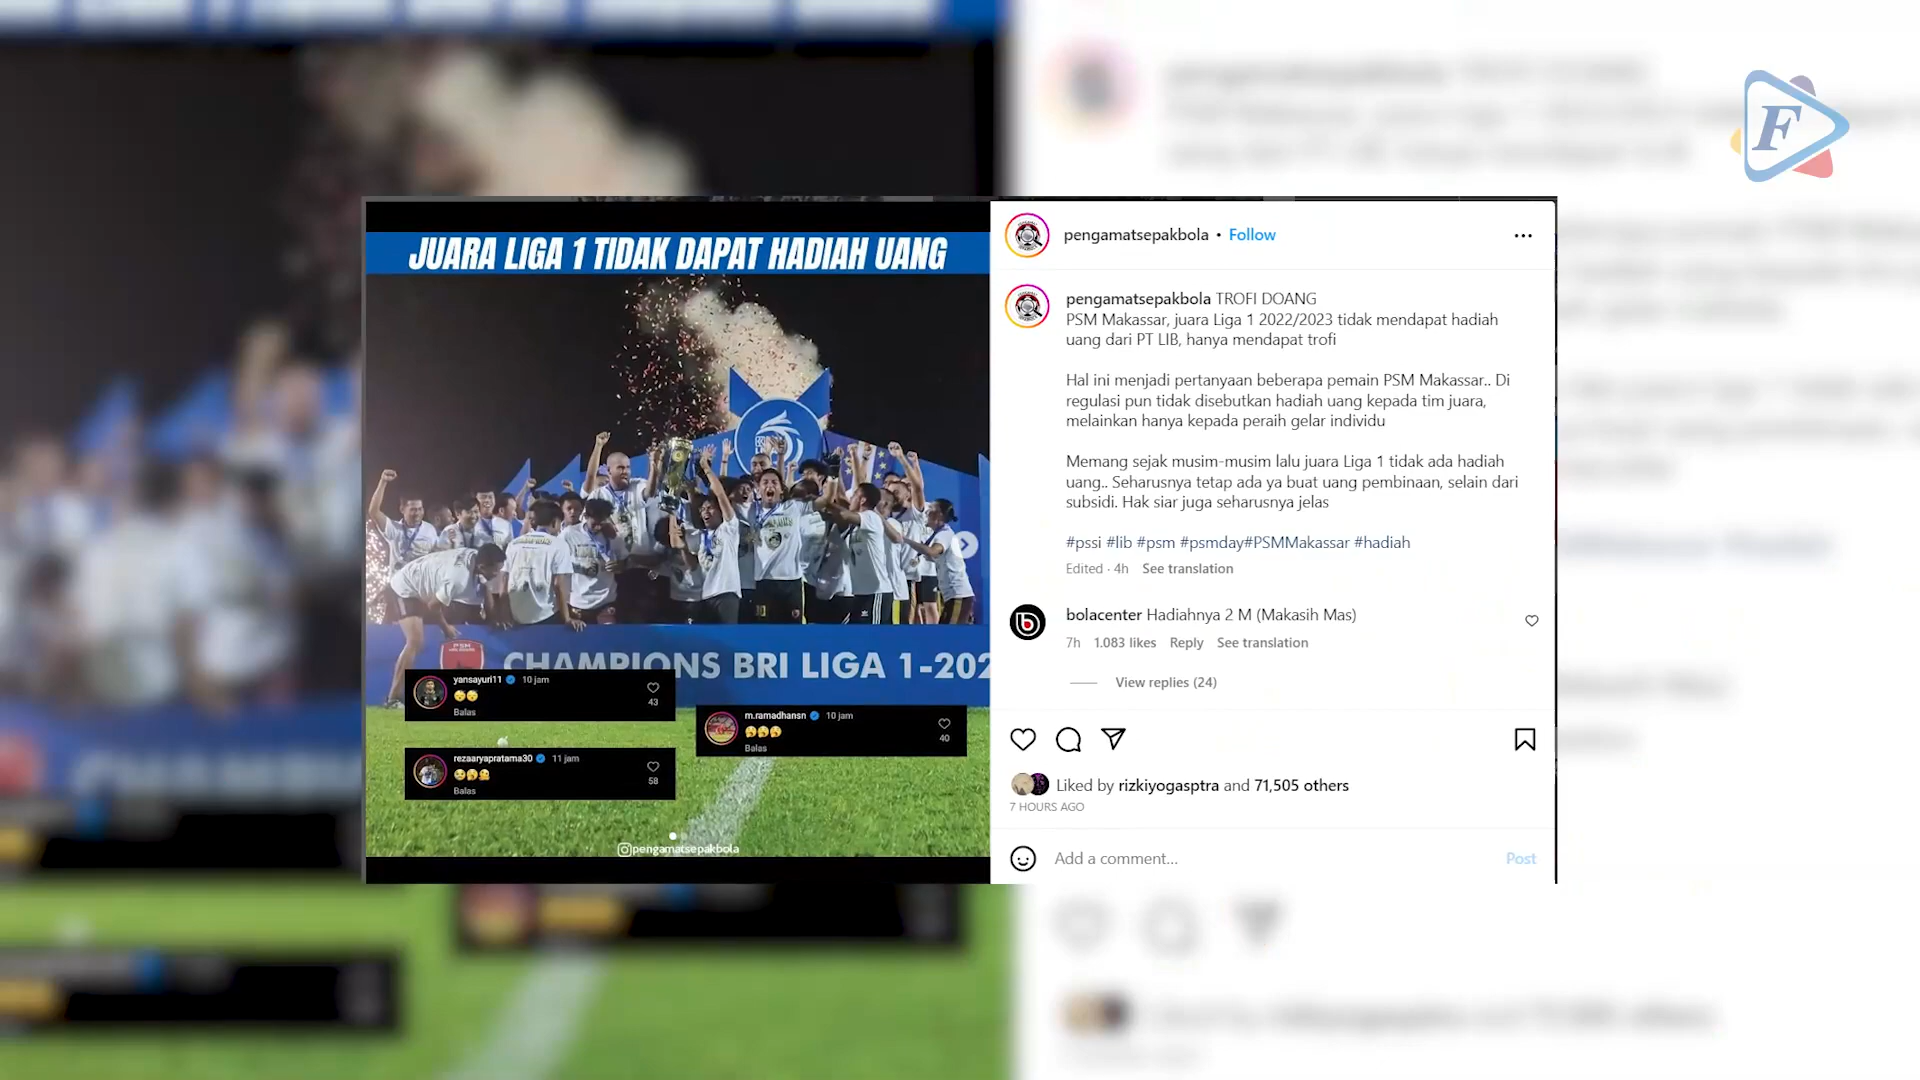 JUARA LIGA 1 TIDAK DAPAT HADIAH UANG
CHAMPIONS BRI LIGA 1-202
yansayuri11 10 jam
43
Balas
m.ramadhansn 10 jam
40
Balas
rezaaryapratama30 11 jam
58
Balas
pengamatsepakbola
pengamatsepakbola • Follow
pengamatsepakbola TROFI DOANG
PSM Makassar, juara Liga 1 2022/2023 tidak mendapat hadiah
uang dari PT LIB, hanya mendapat trofi
Hal ini menjadi pertanyaan beberapa pemain PSM Makassar.. Di
regulasi pun tidak disebutkan hadiah uang kepada tim juara,
melainkan hanya kepada peraih gelar individu
Memang sejak musim-musim lalu juara Liga 1 tidak ada hadiah
uang.. Seharusnya tetap ada ya buat uang pembinaan, selain dari
subsidi. Hak siar juga seharusnya jelas
#pssi #lib #psm #psmday#PSMMakassar #hadiah
Edited · 4h See translation
bolacenter Hadiahnya 2 M (Makasih Mas)
7h 1.083 likes Reply See translation
View replies (24)
Liked by rizkiyogasptra and 71,505 others
7 HOURS AGO
Add a comment... Post
F